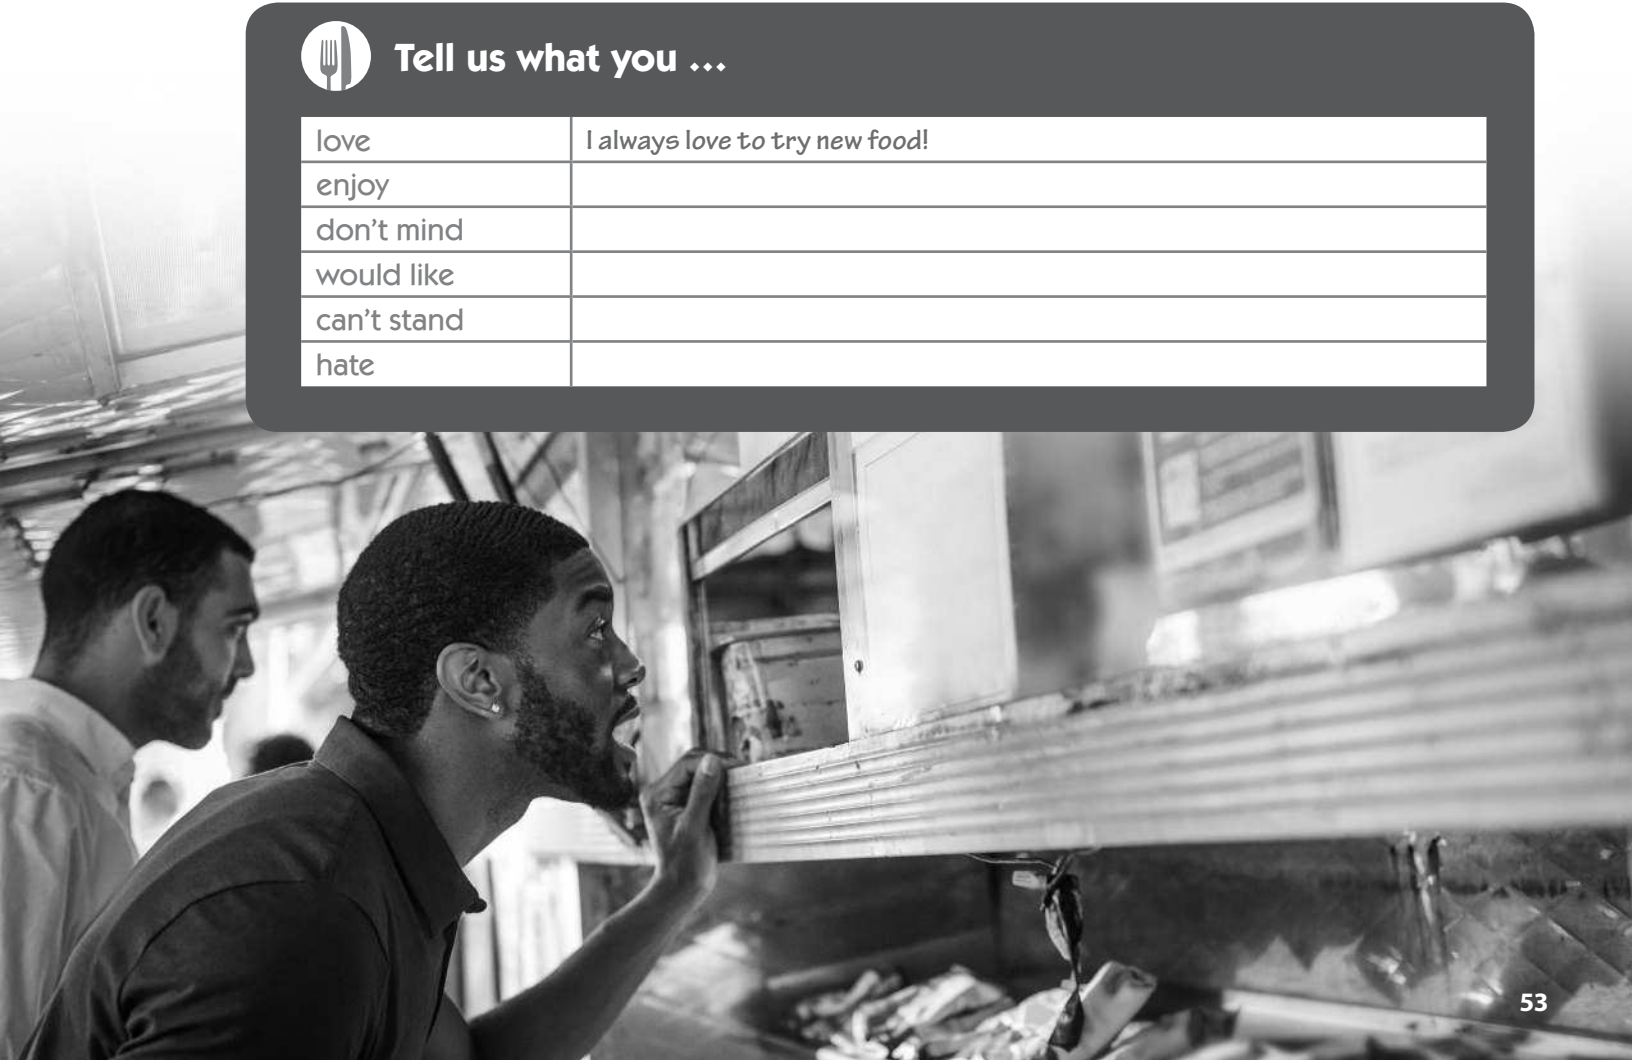 Tell us what you …
love I always love to try new food!
enjoy
don't mind
would like
can't stand
hate
53